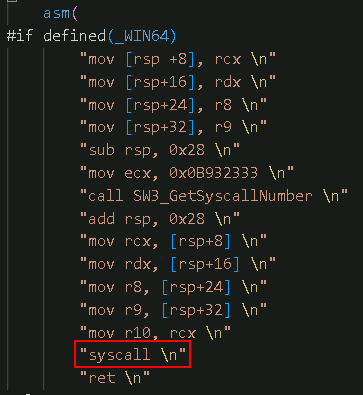 asm(
#if defined(_WIN64)
"mov [rsp +8], rcx \n"
"mov [rsp+16], rdx \n"
"mov [rsp+24], r8 \n"
"mov [rsp+32], r9 \n"
"sub rsp, 0x28 \n"
"mov ecx, 0x0B932333 \n"
"call SW3_GetSyscallNumber \n"
"add rsp, 0x28 \n"
"mov rcx, [rsp+8] \n"
"mov rdx, [rsp+16] \n"
"mov r8, [rsp+24] \n"
"mov r9, [rsp+32] \n"
"mov r10, rcx \n"
"syscall \n"
"ret \n"